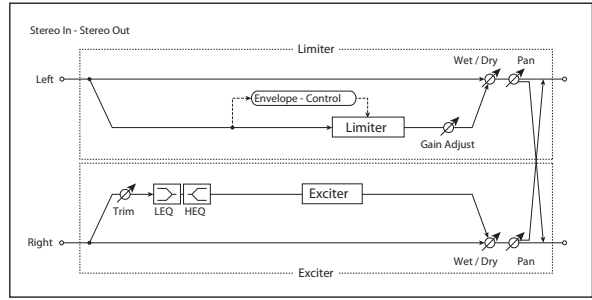 Stereo In - Stereo Out
Limiter
Wet / Dry
Pan
Left
Envelope - Control
Limiter
Gain Adjust
Trim
LEQ
HEQ
Exciter
Right
Wet / Dry
Pan
Exciter